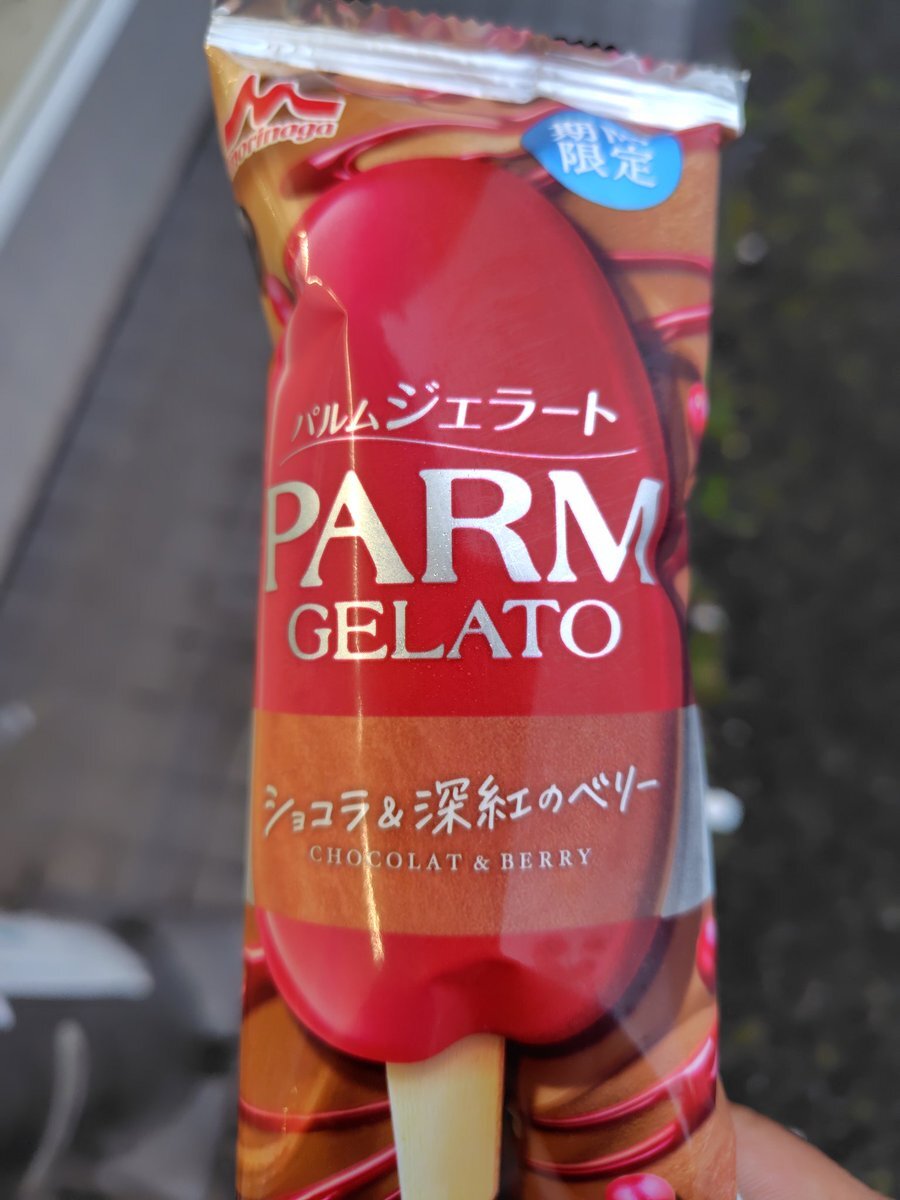 morinaga
期間
限定
パルムジェラート
PARM
GELATO
ショコラ&深紅のベリー
CHOCOLAT & BERRY